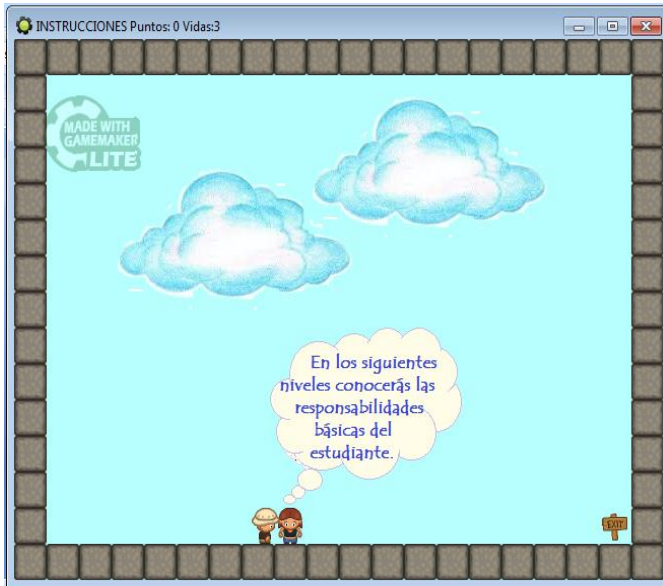 INSTRUCCIONES Puntos: 0 Vidas:3
MADE WITH
GAMEMAKER
LITE
En los siguientes
niveles conocerás las
responsabilidades
básicas del
estudiante.
EXIT